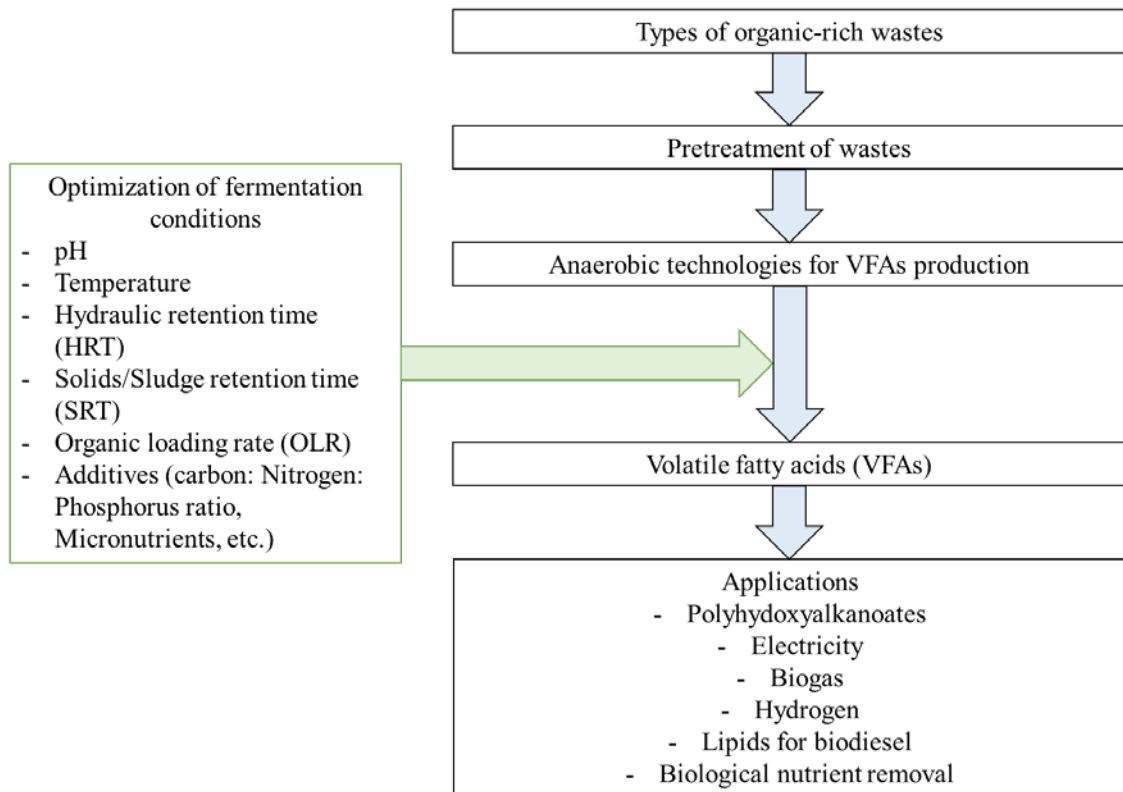 Types of organic-rich wastes
Pretreatment of wastes
Anaerobic technologies for VFAs production
Optimization of fermentation
conditions
- pH
- Temperature
- Hydraulic retention time
(HRT)
- Solids/Sludge retention time
(SRT)
- Organic loading rate (OLR)
- Additives (carbon: Nitrogen:
Phosphorus ratio,
Micronutrients, etc.)
Volatile fatty acids (VFAs)
Applications
- Polyhydoxyalkanoates
- Electricity
- Biogas
- Hydrogen
- Lipids for biodiesel
- Biological nutrient removal